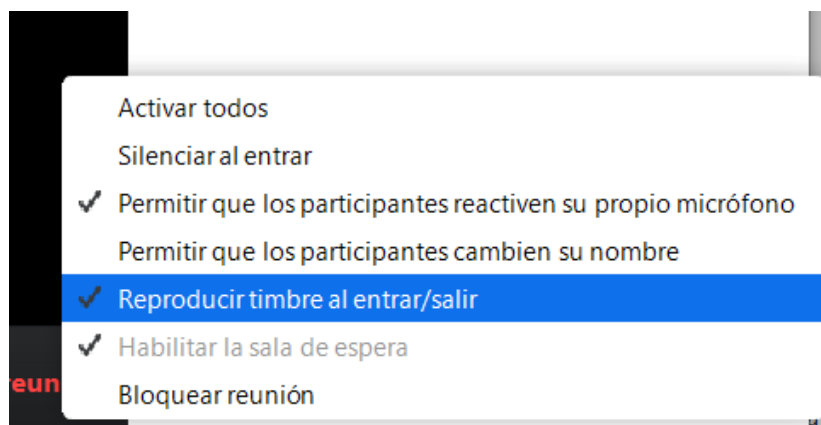 Activar todos
Silenciar al entrar
✔ Permitir que los participantes reactiven su propio micrófono
Permitir que los participantes cambien su nombre
✔ Reproducir timbre al entrar/salir
✔ Habilitar la sala de espera
eun
Bloquear reunión